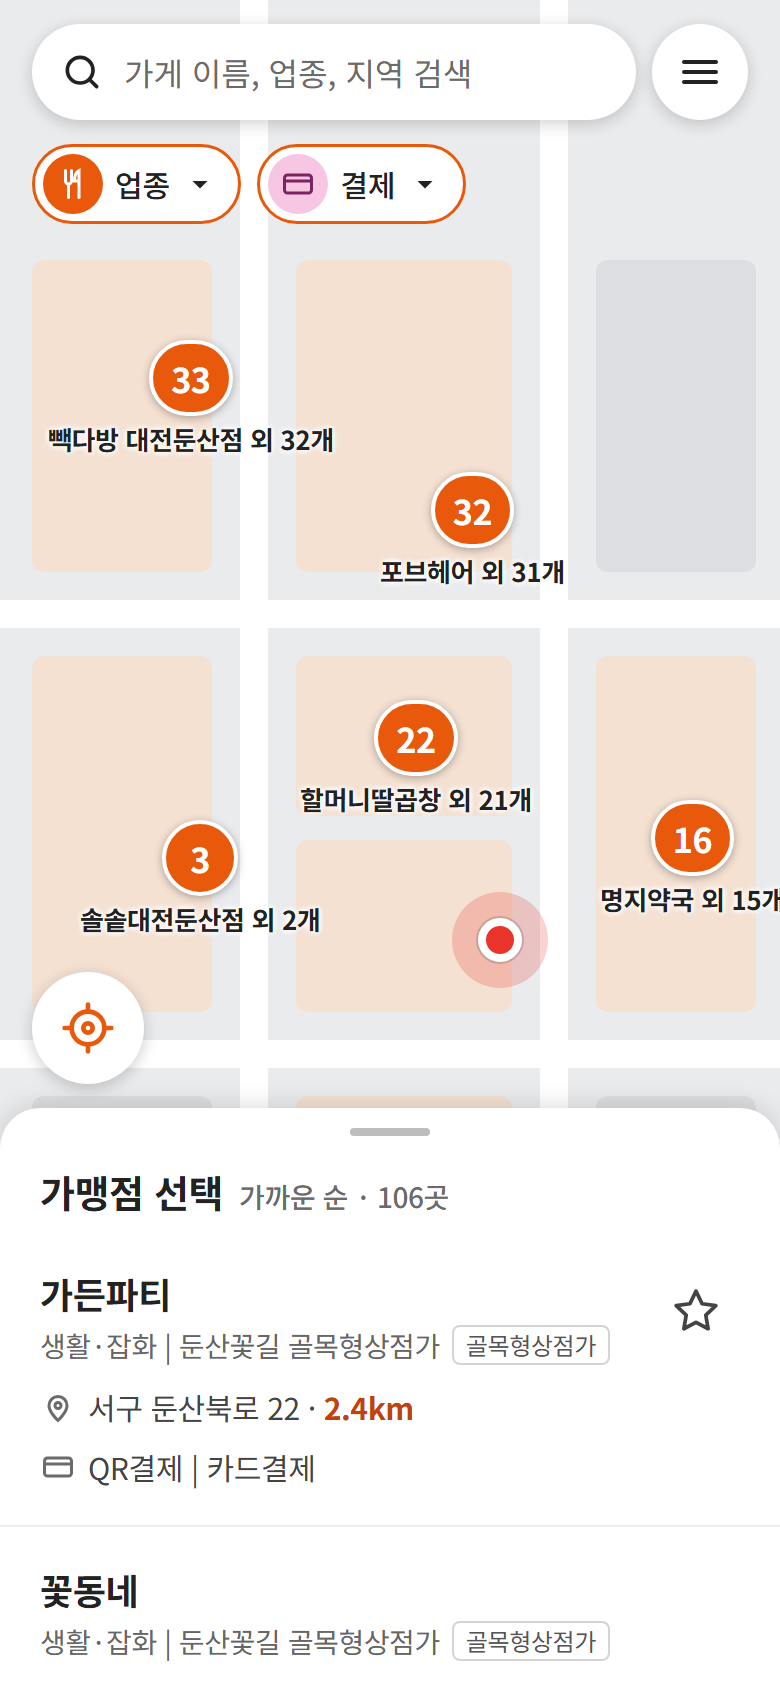 가게 이름, 업종, 지역 검색
업종
결제
33
빽다방 대전둔산점 외 32개
32
포브헤어 외 31개
22
할머니딸곱창 외 21개
16
명지약국 외 15개
3
솔솥대전둔산점 외 2개
가맹점 선택 가까운 순 · 106곳
가든파티
생활·잡화 | 둔산꽃길 골목형상점가 골목형상점가
서구 둔산북로 22 · 2.4km
QR결제 | 카드결제
꽃동네
생활·잡화 | 둔산꽃길 골목형상점가 골목형상점가